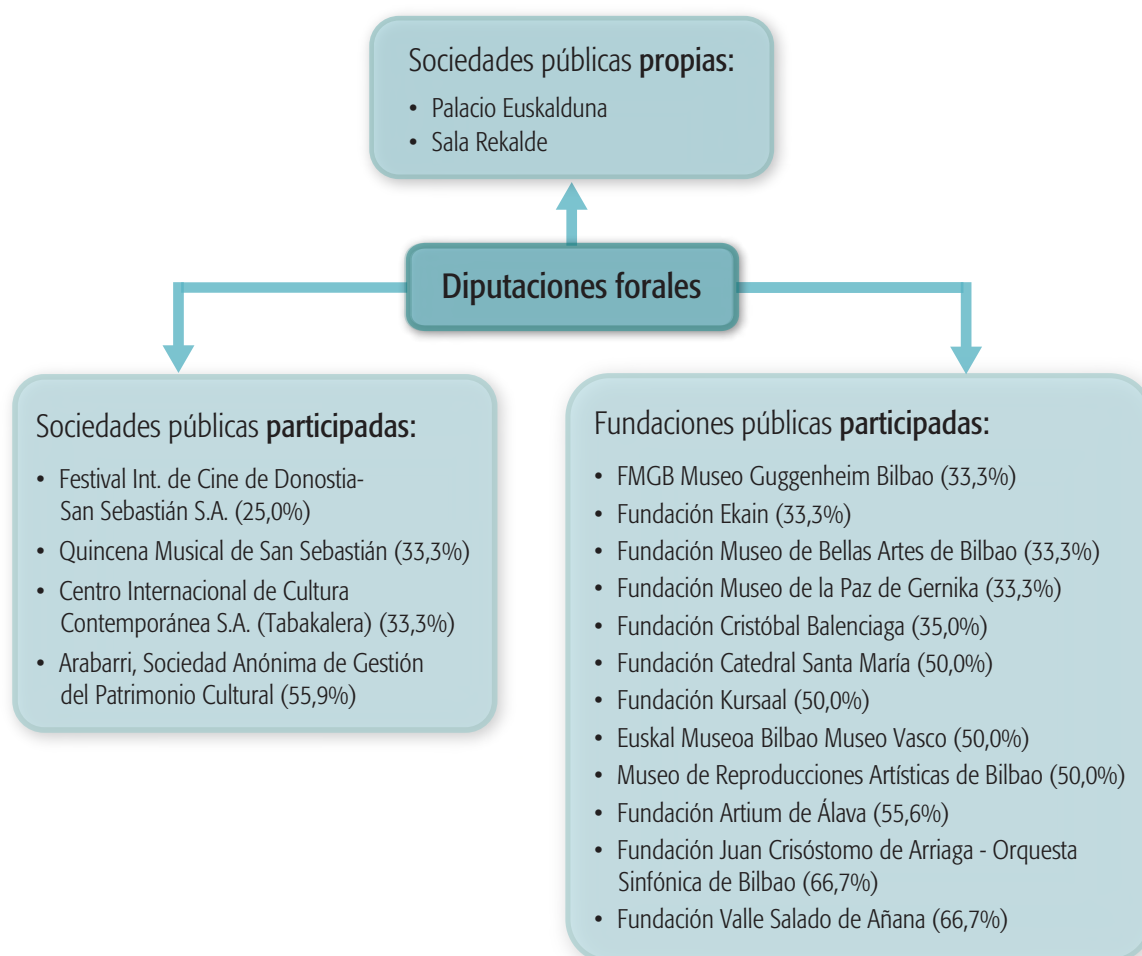 Sociedades públicas propias:
• Palacio Euskalduna
• Sala Rekalde
Diputaciones forales
Sociedades públicas participadas:
• Festival Int. de Cine de Donostia-
San Sebastián S.A. (25,0%)
• Quincena Musical de San Sebastián (33,3%)
• Centro Internacional de Cultura
Contemporánea S.A. (Tabakalera) (33,3%)
• Arabarri, Sociedad Anónima de Gestión
del Patrimonio Cultural (55,9%)
Fundaciones públicas participadas:
• FMGB Museo Guggenheim Bilbao (33,3%)
• Fundación Ekain (33,3%)
• Fundación Museo de Bellas Artes de Bilbao (33,3%)
• Fundación Museo de la Paz de Gernika (33,3%)
• Fundación Cristóbal Balenciaga (35,0%)
• Fundación Catedral Santa María (50,0%)
• Fundación Kursaal (50,0%)
• Euskal Museoa Bilbao Museo Vasco (50,0%)
• Museo de Reproducciones Artísticas de Bilbao (50,0%)
• Fundación Artium de Álava (55,6%)
• Fundación Juan Crisóstomo de Arriaga - Orquesta
Sinfónica de Bilbao (66,7%)
• Fundación Valle Salado de Añana (66,7%)